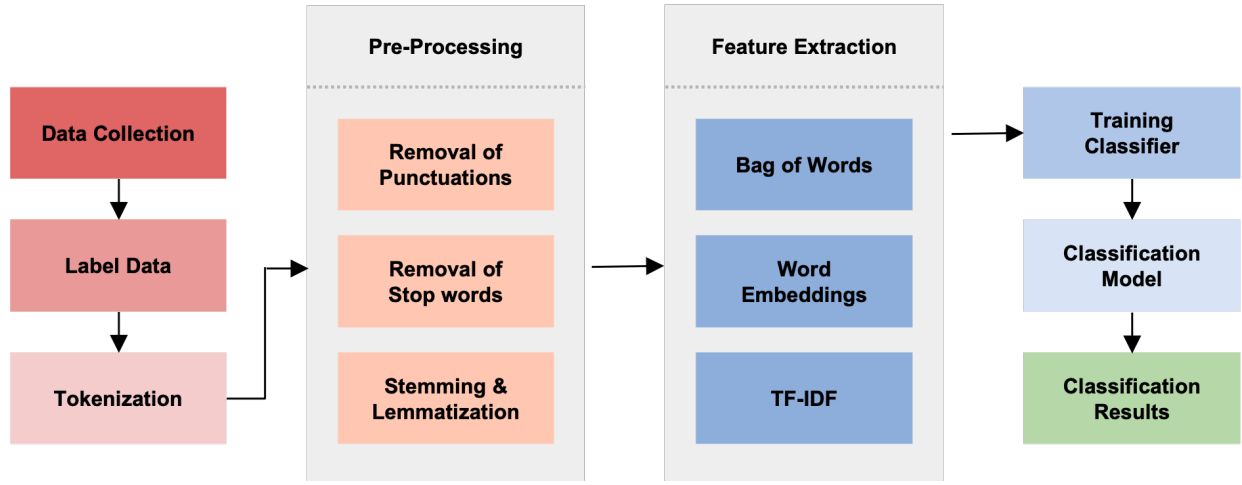 Data Collection
Label Data
Tokenization
Pre-Processing
Removal of
Punctuations
Removal of
Stop words
Stemming &
Lemmatization
Feature Extraction
Bag of Words
Word
Embeddings
TF-IDF
Training
Classifier
Classification
Model
Classification
Results